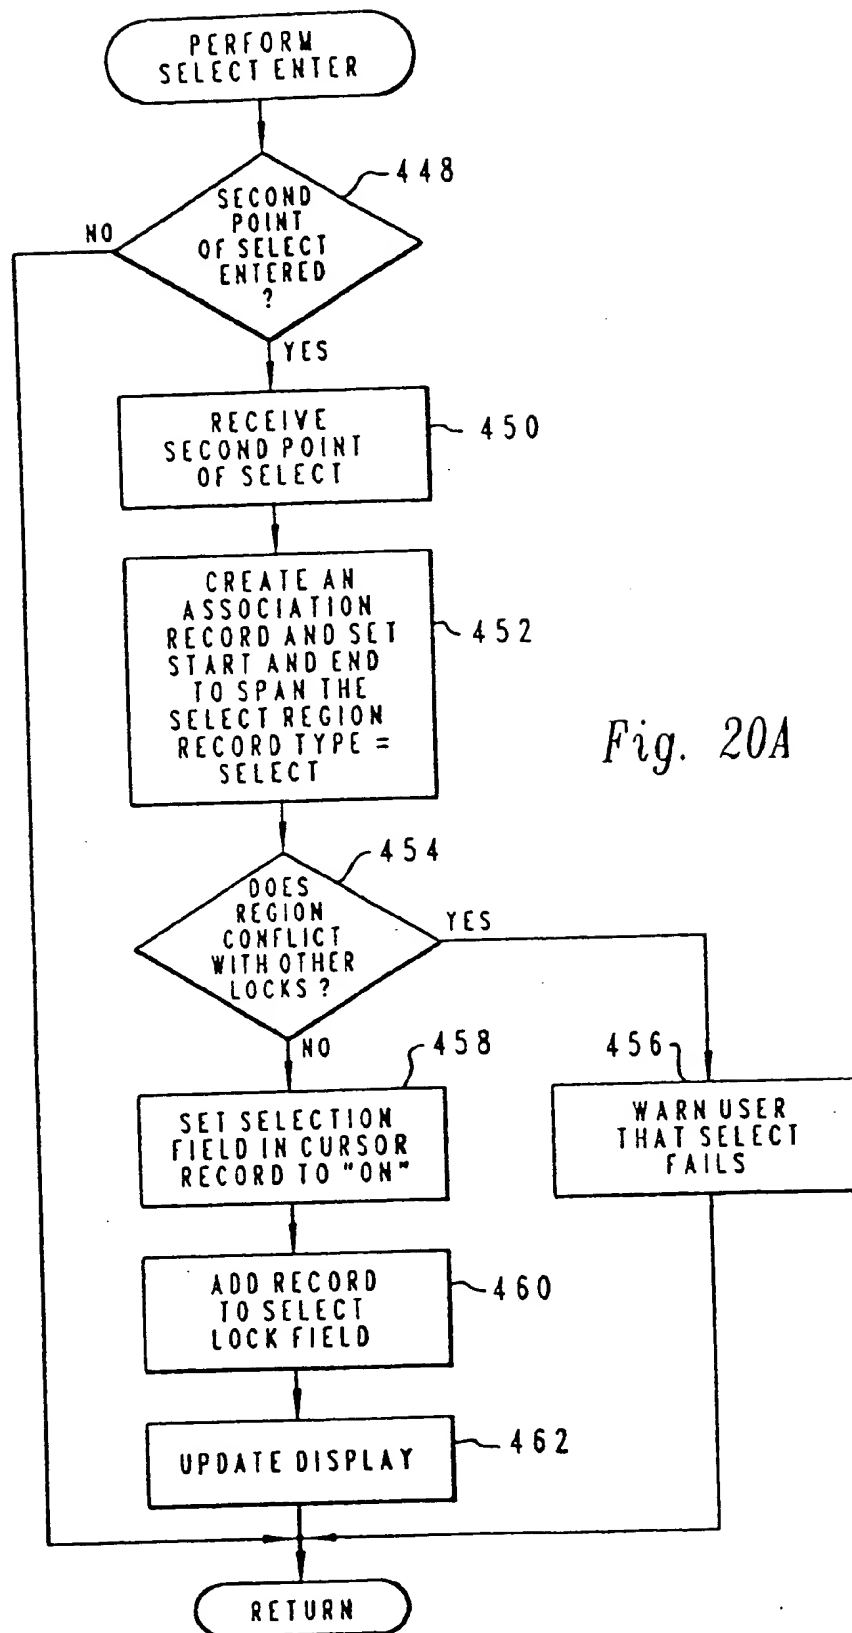 PERFORM
SELECT ENTER
448
SECOND
POINT
OF SELECT
ENTERED
?
NO
YES
RECEIVE
SECOND POINT
OF SELECT
450
CREATE AN
ASSOCIATION
RECORD AND SET
START AND END
TO SPAN THE
SELECT REGION
RECORD TYPE =
SELECT
452
Fig. 20A
454
DOES
REGION
CONFLICT
WITH OTHER
LOCKS ?
YES
NO
458
456
SET SELECTION
FIELD IN CURSOR
RECORD TO "ON"
WARN USER
THAT SELECT
FAILS
ADD RECORD
TO SELECT
LOCK FIELD
460
UPDATE DISPLAY
462
RETURN